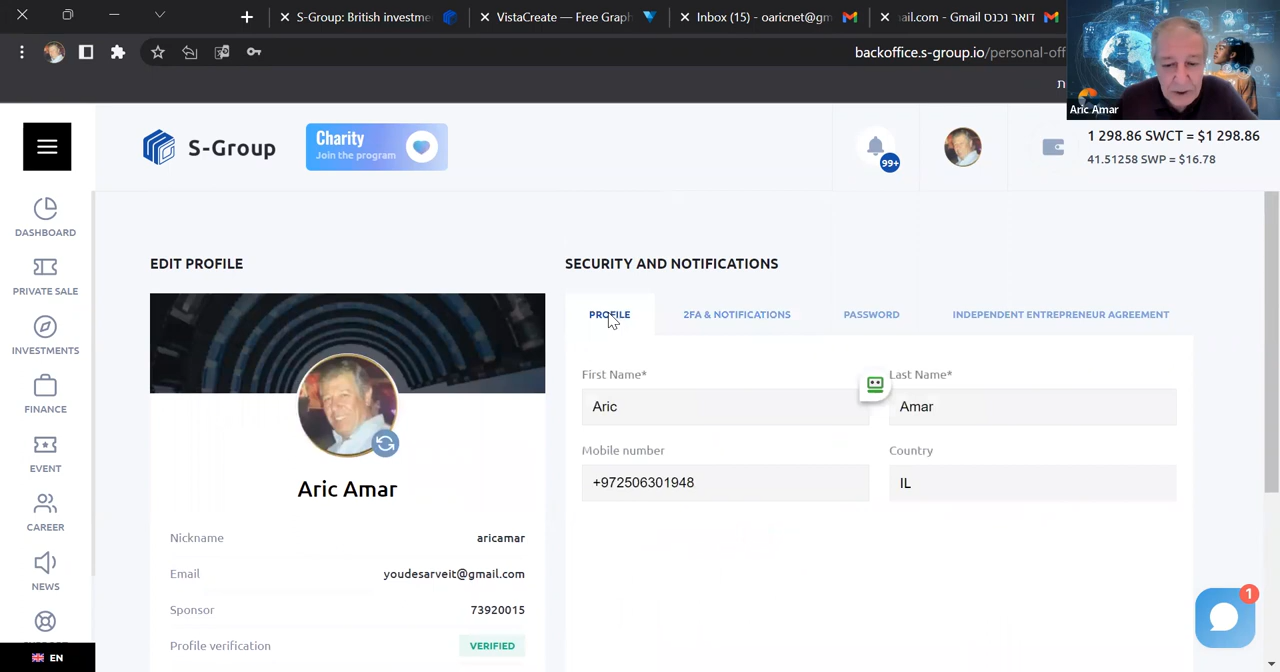 S-Group: British investme
VistaCreate — Free Graph
Inbox (15) - oaricnet@gm
ail.com - Gmail דואר נכנס
backoffice.s-group.io/personal-off
ת
Aric Amar
S-Group
Charity
Join the program
99+
1 298.86 SWCT = $1 298.86
41.51258 SWP = $16.78
DASHBOARD
PRIVATE SALE
INVESTMENTS
FINANCE
EVENT
CAREER
NEWS
EN
EDIT PROFILE
Aric Amar
Nickname aricamar
Email youdesarveit@gmail.com
Sponsor 73920015
Profile verification VERIFIED
SECURITY AND NOTIFICATIONS
PROFILE 2FA & NOTIFICATIONS PASSWORD INDEPENDENT ENTREPRENEUR AGREEMENT
First Name* Last Name*
Aric Amar
Mobile number Country
+972506301948 IL
1